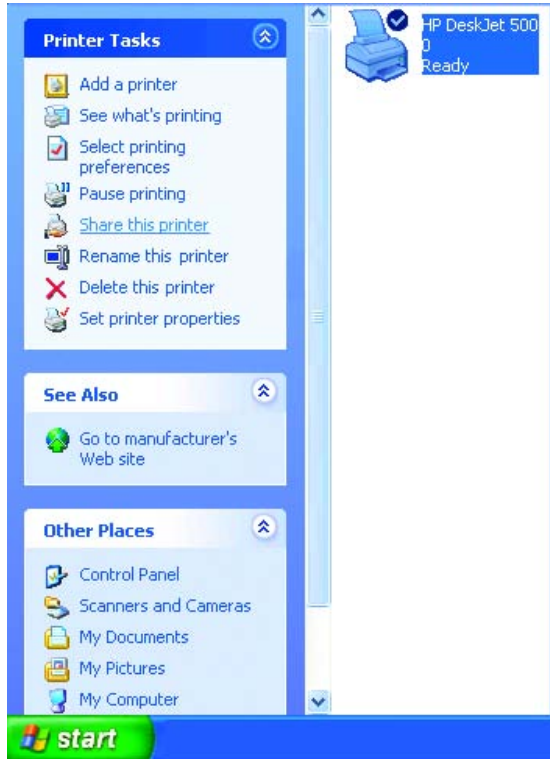 Printer Tasks
Add a printer
See what's printing
Select printing
preferences
Pause printing
Share this printer
Rename this printer
Delete this printer
Set printer properties
See Also
Go to manufacturer's
Web site
Other Places
Control Panel
Scanners and Cameras
My Documents
My Pictures
My Computer
HP DeskJet 500
0
Ready
start